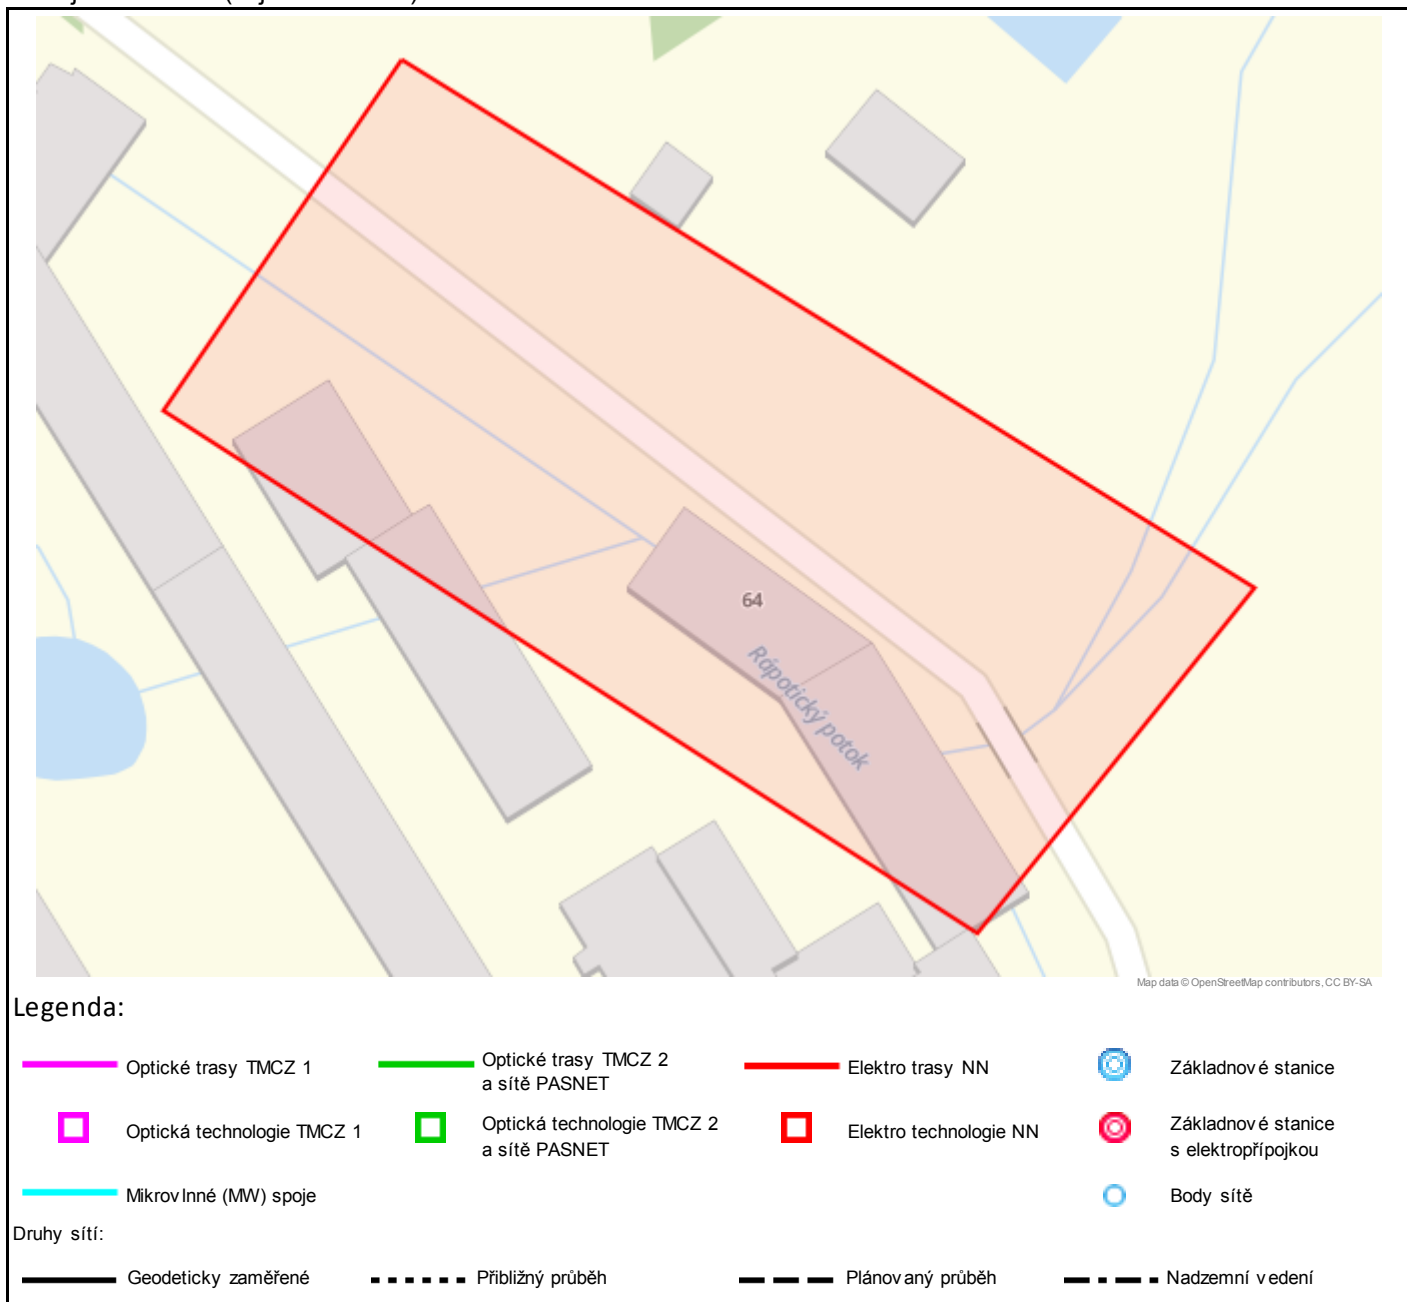 64
Rápotický potok
Map data © OpenStreetMap contributors, CC BY-SA
Legenda:
Optické trasy TMCZ 1
Optické trasy TMCZ 2
a sítě PASNET
Elektro trasy NN
Základnové stanice
Optická technologie TMCZ 1
Optická technologie TMCZ 2
a sítě PASNET
Elektro technologie NN
Základnové stanice
s elektropřípojkou
Mikrovlnné (MW) spoje
Body sítě
Druhy sítí:
Geodeticky zaměřené
Přibližný průběh
Plánovaný průběh
Nadzemní vedení